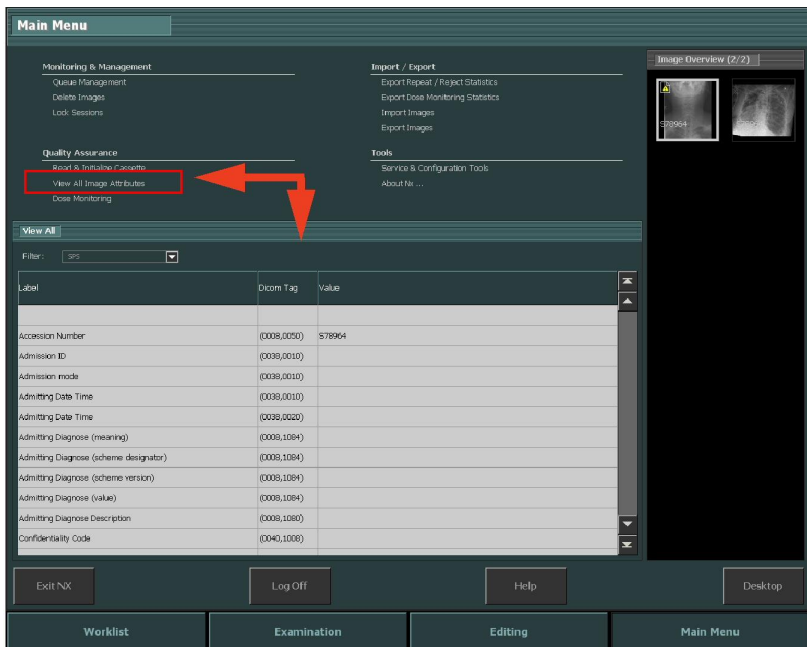 Main Menu
Monitoring & Management
Queue Management
Delete Images
Lock Sessions
Import / Export
Export Repeat / Reject Statistics
Export Dose Monitoring Statistics
Import Images
Export Images
Quality Assurance
Read & Initialize Cassette
View All Image Attributes
Dose Monitoring
Tools
Service & Configuration Tools
About Nx ...
Image Overview (2/2)
S78964
View All
Filter: SPS
Label Dicom Tag Value
Accession Number (0008,0050) S78964
Admission ID (0038,0010)
Admission mode (0038,0010)
Admitting Date Time (0038,0010)
Admitting Date Time (0038,0020)
Admitting Diagnose (meaning) (0008,1084)
Admitting Diagnose (scheme designator) (0008,1084)
Admitting Diagnose (scheme version) (0008,1084)
Admitting Diagnose (value) (0008,1084)
Admitting Diagnose Description (0008,1080)
Confidentiality Code (0040,1008)
Exit NX Log Off Help Desktop
Worklist Examination Editing Main Menu